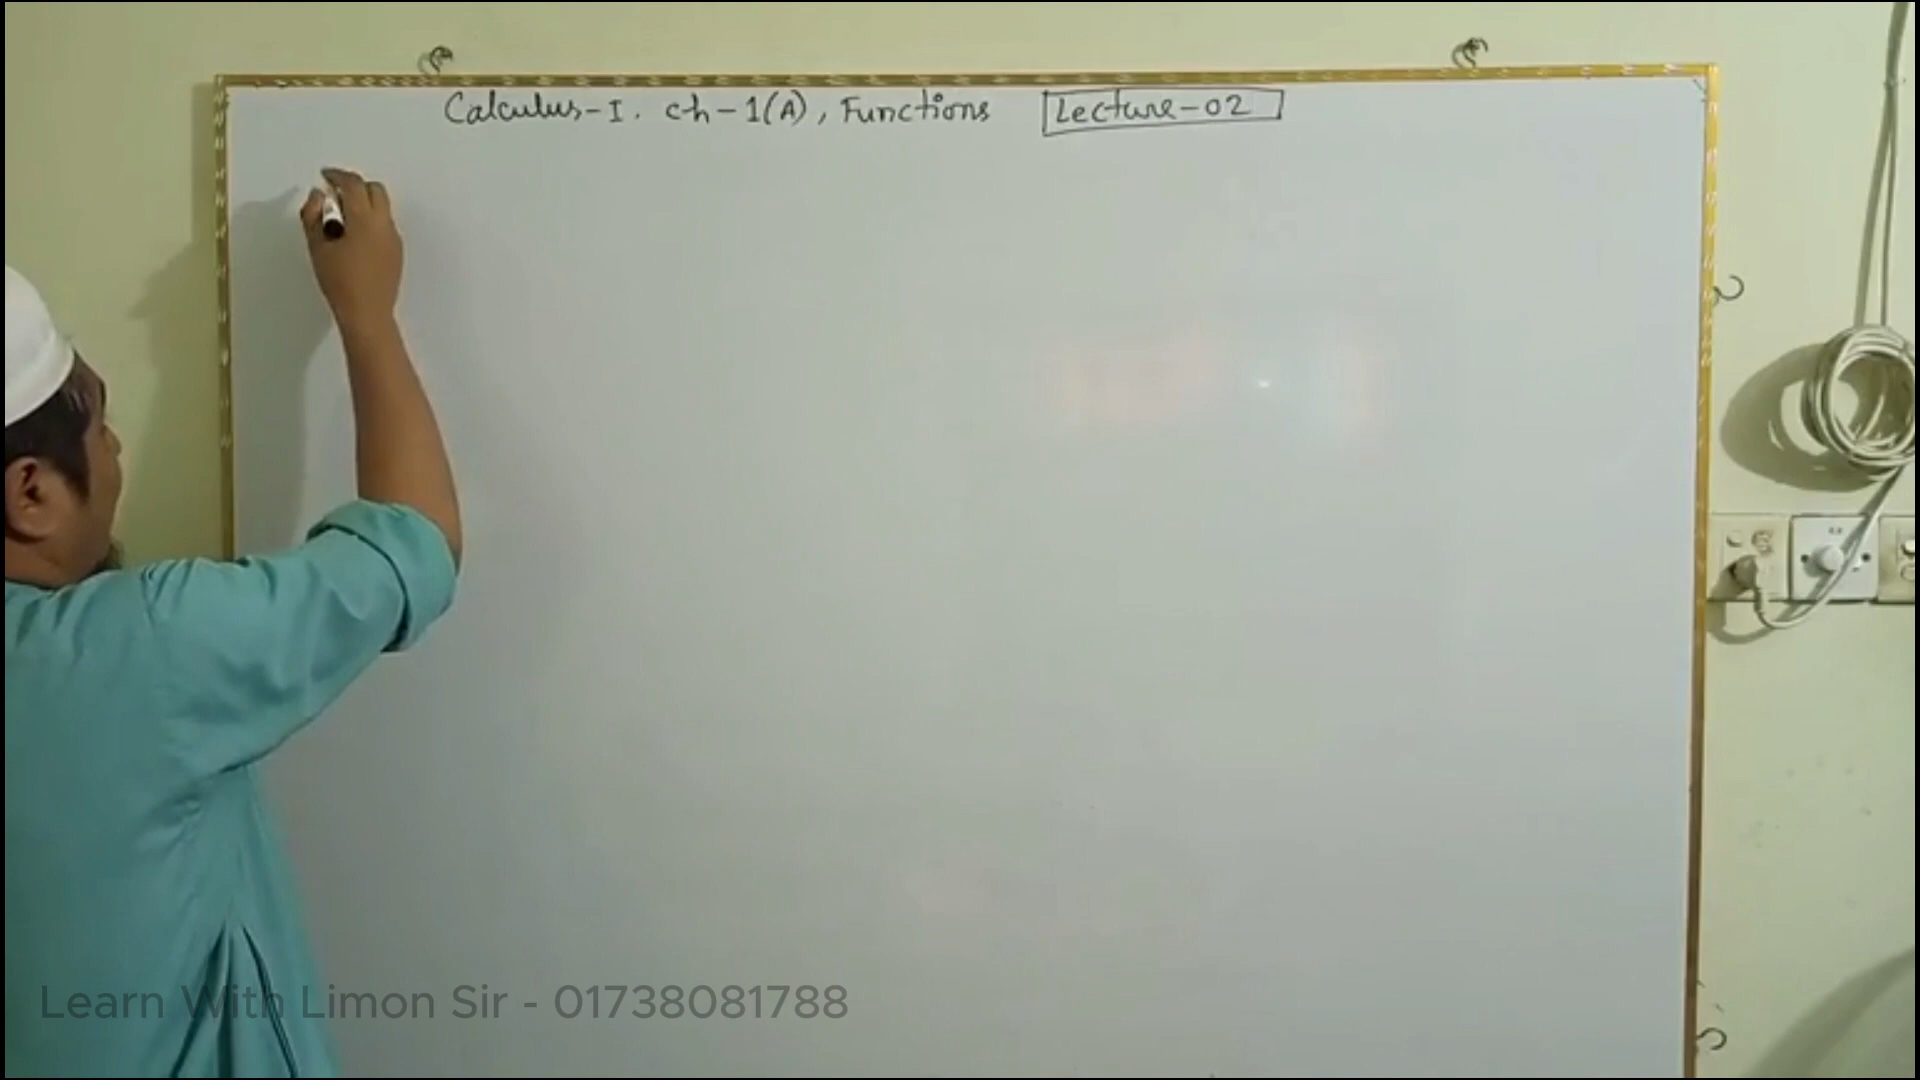 Calculus-I. ch-1(A), Functions Lecture-02
Learn With Limon Sir - 01738081788